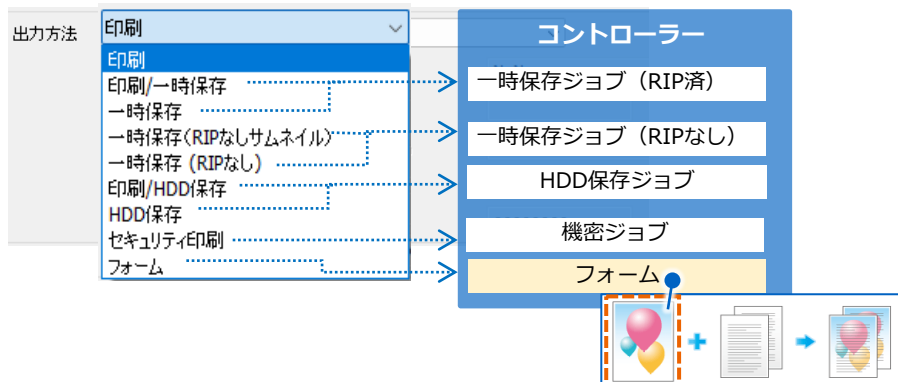 出力方法
印刷
印刷
印刷/一時保存
一時保存
一時保存(RIPなしサムネイル)
一時保存 (RIPなし)
印刷/HDD保存
HDD保存
セキュリティ印刷
フォーム
コントローラー
一時保存ジョブ（RIP済）
一時保存ジョブ（RIPなし）
HDD保存ジョブ
機密ジョブ
フォーム